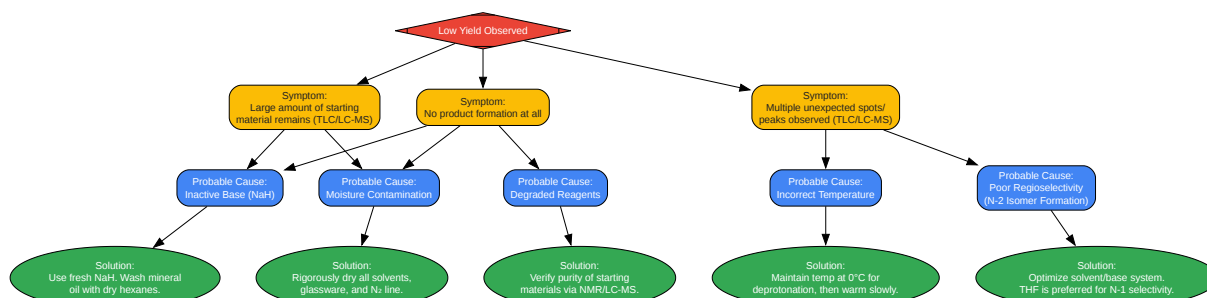 Low Yield Observed
Symptom:
Large amount of starting
material remains (TLC/LC-MS)
Symptom:
No product formation at all
Symptom:
Multiple unexpected spots/
peaks observed (TLC/LC-MS)
Probable Cause:
Inactive Base (NaH)
Probable Cause:
Moisture Contamination
Probable Cause:
Degraded Reagents
Probable Cause:
Incorrect Temperature
Probable Cause:
Poor Regioselectivity
(N-2 Isomer Formation)
Solution:
Use fresh NaH. Wash mineral
oil with dry hexanes.
Solution:
Rigorously dry all solvents,
glassware, and N₂ line.
Solution:
Verify purity of starting
materials via NMR/LC-MS.
Solution:
Maintain temp at 0°C for
deprotonation, then warm slowly.
Solution:
Optimize solvent/base system.
THF is preferred for N-1 selectivity.